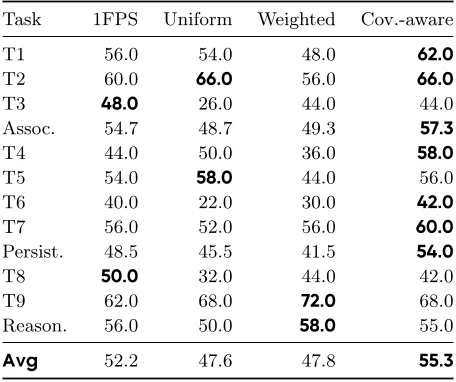 Task 1FPS Uniform Weighted Cov.-aware
T1 56.0 54.0 48.0 62.0
T2 60.0 66.0 56.0 66.0
T3 48.0 26.0 44.0 44.0
Assoc. 54.7 48.7 49.3 57.3
T4 44.0 50.0 36.0 58.0
T5 54.0 58.0 44.0 56.0
T6 40.0 22.0 30.0 42.0
T7 56.0 52.0 56.0 60.0
Persist. 48.5 45.5 41.5 54.0
T8 50.0 32.0 44.0 42.0
T9 62.0 68.0 72.0 68.0
Reason. 56.0 50.0 58.0 55.0
Avg 52.2 47.6 47.8 55.3